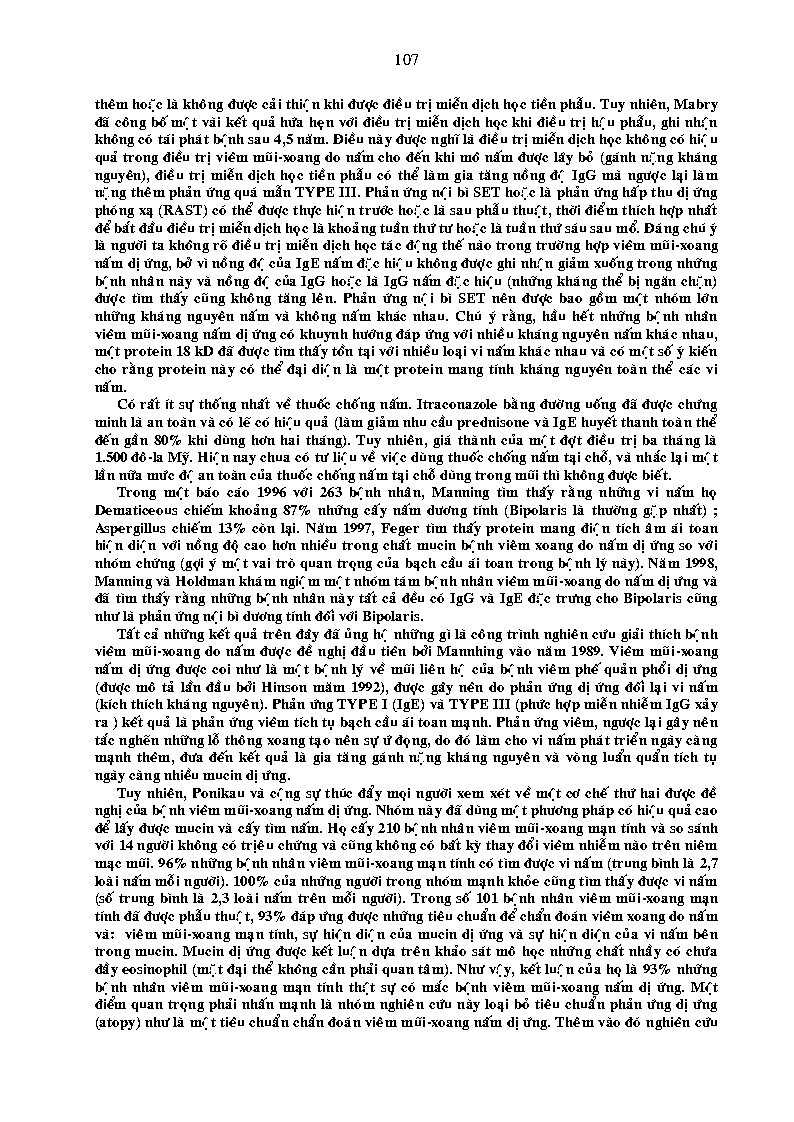 107
thêm hoặc là không được cải thiện khi được điều trị miễn dịch học tiền phẫu. Tuy nhiên, Mabry
đã công bố một vài kết quả hứa hẹn với điều trị miễn dịch học khi điều trị hậu phẫu, ghi nhận
không có tái phát bệnh sau 4,5 năm. Điều này được nghĩ là điều trị miễn dịch học không có hiệu
quả trong điều trị viêm mũi-xoang do nấm cho đến khi mô nấm được lấy bỏ (gánh nặng kháng
nguyên), điều trị miễn dịch học tiền phẫu có thể làm gia tăng nồng độ IgG mà ngược lại làm
nặng thêm phản ứng quá mẫn TYPE III. Phản ứng nội bì SET hoặc là phản ứng hấp thu dị ứng
phóng xạ (RAST) có thể được thực hiện trước hoặc là sau phẫu thuật, thời điểm thích hợp nhất
để bắt đầu điều trị miễn dịch học là khoảng tuần thứ tư hoặc là tuần thứ sáu sau mổ. Đáng chú ý
là người ta không rõ điều trị miễn dịch học tác động thế nào trong trường hợp viêm mũi-xoang
nấm dị ứng, bở vì nồng độ của IgE nấm đặc hiệu không được ghi nhận giảm xuống trong những
bệnh nhân này và nồng độ của IgG hoặc là IgG nấm đặc hiệu (những kháng thể bị ngăn chặn)
được tìm thấy cũng không tăng lên. Phản ứng nội bì SET nên được bao gồm một nhóm lớn
những kháng nguyên nấm và không nấm khác nhau. Chú ý rằng, hầu hết những bệnh nhân
viêm mũi-xoang nấm dị ứng có khuynh hướng đáp ứng với nhiều kháng nguyên nấm khác nhau,
một protein 18 kD đã được tìm thấy tồn tại với nhiều loại vi nấm khác nhau và có một số ý kiến
cho rằng protein này có thể đại diện là một protein mang tính kháng nguyên toàn thể các vi
nấm.
Có rất ít sự thống nhất về thuốc chống nấm. Itraconazole bằng đường uống đã được chứng
minh là an toàn và có lẽ có hiệu quả (làm giảm nhu cầu prednisone và IgE huyết thanh toàn thể
đến gần 80% khi dùng hơn hai tháng). Tuy nhiên, giá thành của một đợt điều trị ba tháng là
1.500 đô-la Mỹ. Hiện nay chua có tư liệu về việc dùng thuốc chống nấm tại chỗ, và nhắc lại một
lần nữa mức độ an toàn của thuốc chống nấm tại chỗ dùng trong mũi thì không được biết.
Trong một báo cáo 1996 với 263 bệnh nhân, Manning tìm thấy rằng những vi nấm họ
Dematiceous chiếm khoảng 87% những cấy nấm dương tính (Bipolaris là thường gặp nhất) ;
Aspergillus chiếm 13% còn lại. Năm 1997, Feger tìm thấy protein mang điện tích âm ái toan
hiện diện với nồng độ cao hơn nhiều trong chất mucin bệnh viêm xoang do nấm dị ứng so với
nhóm chứng (gợi ý một vai trò quan trọng của bạch cầu ái toan trong bệnh lý này). Năm 1998,
Manning và Holdman khám ngiệm một nhóm tám bệnh nhân viêm mũi-xoang do nấm dị ứng và
đã tìm thấy rằng những bệnh nhân này tất cả đều có IgG và IgE đặc trưng cho Bipolaris cũng
như là phản ứng nội bì dương tính đối với Bipolaris.
Tất cả những kết quả trên đây đã ủng hộ những gì là công trình nghiên cứu giải thích bệnh
viêm mũi-xoang do nấm được đề nghị đầu tiên bởi Mannhing vào năm 1989. Viêm mũi-xoang
nấm dị ứng được coi như là một bệnh lý về mũi liên hệ của bệnh viêm phế quản phổi dị ứng
(được mô tả lần đầu bởi Hinson măm 1992), được gây nên do phản ứng dị ứng đối lại vi nấm
(kích thích kháng nguyên). Phản ứng TYPE I (IgE) và TYPE III (phức hợp miễn nhiễm IgG xảy
ra ) kết quả là phản ứng viêm tích tụ bạch cầu ái toan mạnh. Phản ứng viêm, ngược lại gây nên
tắc nghẽn những lỗ thông xoang tạo nên sự ứ đọng, do đó làm cho vi nấm phát triển ngày càng
mạnh thêm, đưa đến kết quả là gia tăng gánh nặng kháng nguyên và vòng luẩn quẩn tích tụ
ngày càng nhiều mucin dị ứng.
Tuy nhiên, Ponikau và cộng sự thúc đẩy mọi người xem xét về một cơ chế thứ hai được đề
nghị của bệnh viêm mũi-xoang nấm dị ứng. Nhóm này đã dùng một phương pháp có hiệu quả cao
để lấy được mucin và cấy tìm nấm. Họ cấy 210 bệnh nhân viêm mũi-xoang mạn tính và so sánh
với 14 người không có triệu chứng và cũng không có bất kỳ thay đổi viêm nhiễm nào trên niêm
mạc mũi. 96% những bệnh nhân viêm mũi-xoang mạn tính có tìm được vi nấm (trung bình là 2,7
loài nấm mỗi người). 100% của những người trong nhóm mạnh khỏe cũng tìm thấy được vi nấm
(số trung bình là 2,3 loài nấm trên mỗi người). Trong số 101 bệnh nhân viêm mũi-xoang mạn
tính đã được phẫu thuật, 93% đáp ứng được những tiêu chuẩn để chẩn đoán viêm xoang do nấm
và: viêm mũi-xoang mạn tính, sự hiện diện của mucin dị ứng và sự hiện diện của vi nấm bên
trong mucin. Mucin dị ứng được kết luận dựa trên khảo sát mô học những chất nhầy có chứa
đầy eosinophil (mặt đại thể không cần phải quan tâm). Như vậy, kết luận của họ là 93% những
bệnh nhân viêm mũi-xoang mạn tính thật sự có mắc bệnh viêm mũi-xoang nấm dị ứng. Một
điểm quan trọng phải nhấn mạnh là nhóm nghiên cứu này loại bỏ tiêu chuẩn phản ứng dị ứng
(atopy) như là một tiêu chuẩn chẩn đoán viêm mũi-xoang nấm dị ứng. Thêm vào đó nghiên cứu